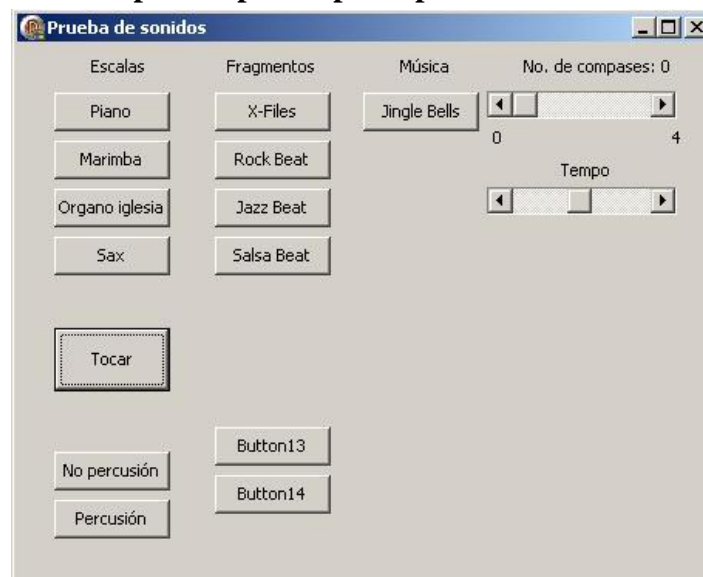 Prueba de sonidos
Escalas Fragmentos Música No. de compases: 0
Piano X-Files Jingle Bells
0 4
Marimba Rock Beat
Tempo
Organo iglesia Jazz Beat
Sax Salsa Beat
Tocar
Button13
No percusión
Button14
Percusión